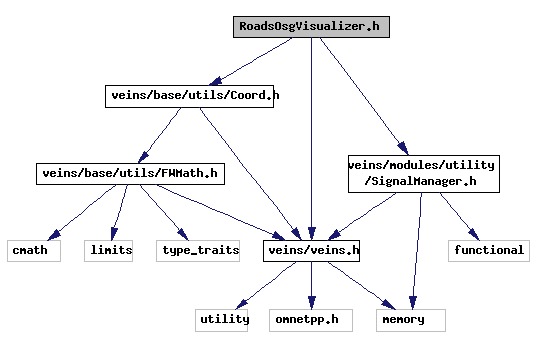 RoadsOsgVisualizer.h
veins/base/utils/Coord.h
veins/base/utils/FWMath.h
veins/modules/utility
/SignalManager.h
cmath
limits
type_traits
veins/veins.h
functional
utility
omnetpp.h
memory